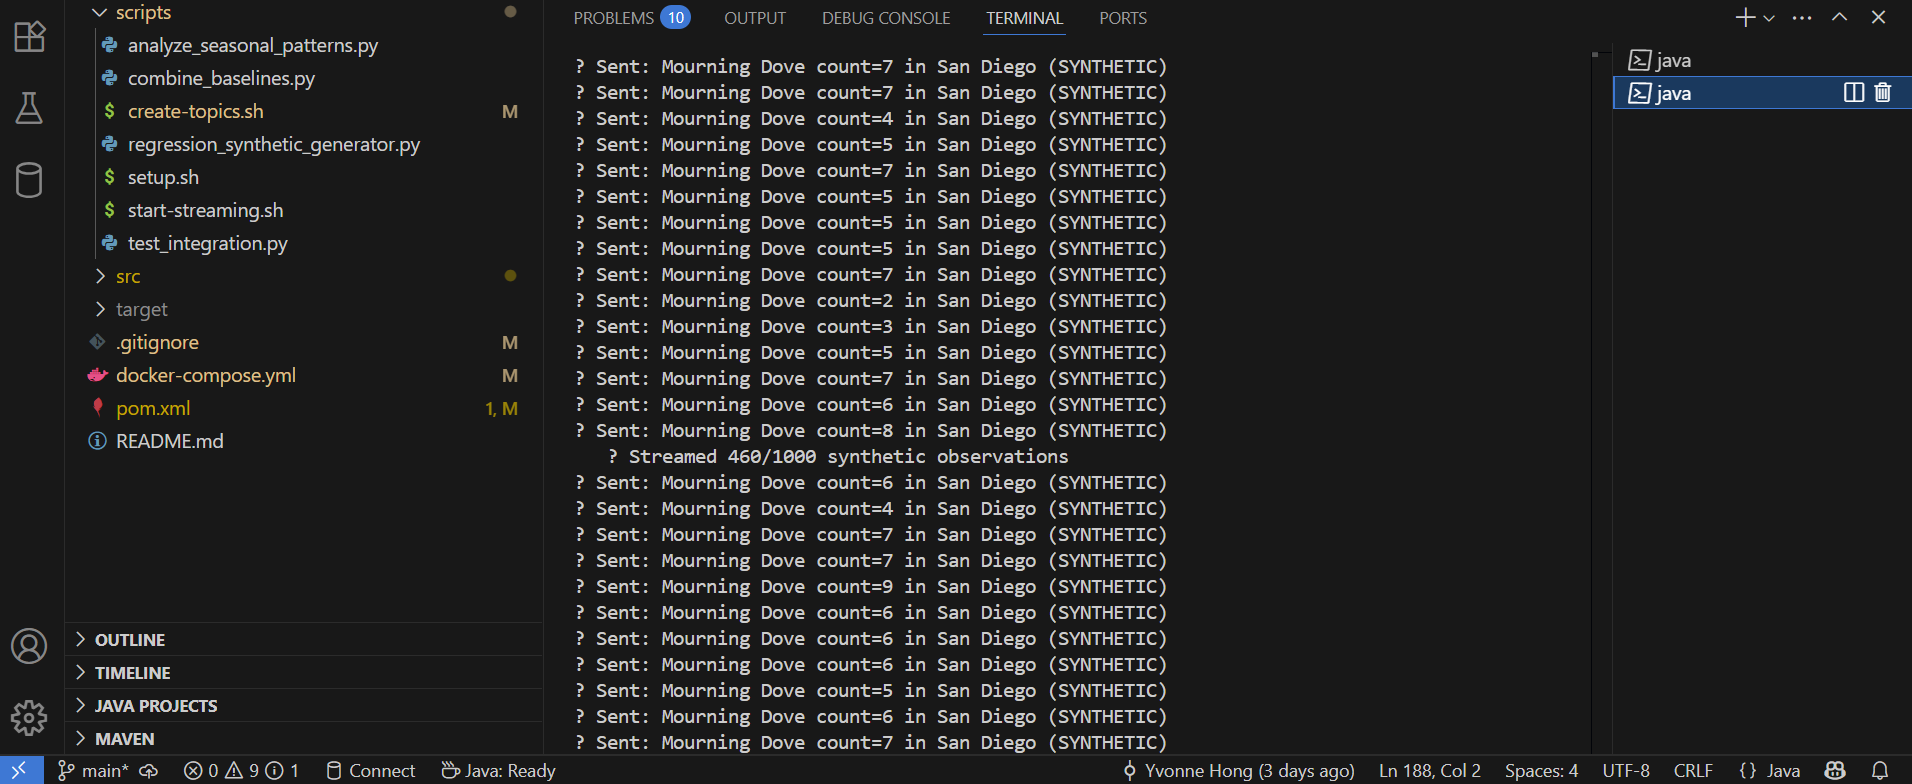 scripts
analyze_seasonal_patterns.py
combine_baselines.py
$ create-topics.sh M
regression_synthetic_generator.py
$ setup.sh
$ start-streaming.sh
test_integration.py
src
target
.gitignore M
docker-compose.yml M
pom.xml 1, M
README.md
OUTLINE
TIMELINE
JAVA PROJECTS
MAVEN
PROBLEMS 10 OUTPUT DEBUG CONSOLE TERMINAL PORTS
? Sent: Mourning Dove count=7 in San Diego (SYNTHETIC)
? Sent: Mourning Dove count=7 in San Diego (SYNTHETIC)
? Sent: Mourning Dove count=4 in San Diego (SYNTHETIC)
? Sent: Mourning Dove count=5 in San Diego (SYNTHETIC)
? Sent: Mourning Dove count=7 in San Diego (SYNTHETIC)
? Sent: Mourning Dove count=5 in San Diego (SYNTHETIC)
? Sent: Mourning Dove count=5 in San Diego (SYNTHETIC)
? Sent: Mourning Dove count=5 in San Diego (SYNTHETIC)
? Sent: Mourning Dove count=7 in San Diego (SYNTHETIC)
? Sent: Mourning Dove count=2 in San Diego (SYNTHETIC)
? Sent: Mourning Dove count=3 in San Diego (SYNTHETIC)
? Sent: Mourning Dove count=5 in San Diego (SYNTHETIC)
? Sent: Mourning Dove count=7 in San Diego (SYNTHETIC)
? Sent: Mourning Dove count=6 in San Diego (SYNTHETIC)
? Sent: Mourning Dove count=8 in San Diego (SYNTHETIC)
? Streamed 460/1000 synthetic observations
? Sent: Mourning Dove count=6 in San Diego (SYNTHETIC)
? Sent: Mourning Dove count=4 in San Diego (SYNTHETIC)
? Sent: Mourning Dove count=7 in San Diego (SYNTHETIC)
? Sent: Mourning Dove count=7 in San Diego (SYNTHETIC)
? Sent: Mourning Dove count=9 in San Diego (SYNTHETIC)
? Sent: Mourning Dove count=6 in San Diego (SYNTHETIC)
? Sent: Mourning Dove count=6 in San Diego (SYNTHETIC)
? Sent: Mourning Dove count=6 in San Diego (SYNTHETIC)
? Sent: Mourning Dove count=5 in San Diego (SYNTHETIC)
? Sent: Mourning Dove count=6 in San Diego (SYNTHETIC)
? Sent: Mourning Dove count=7 in San Diego (SYNTHETIC)
java
java
main* 0 9 1 Connect Java: Ready Yvonne Hong (3 days ago) Ln 188, Col 2 Spaces: 4 UTF-8 CRLF {} Java